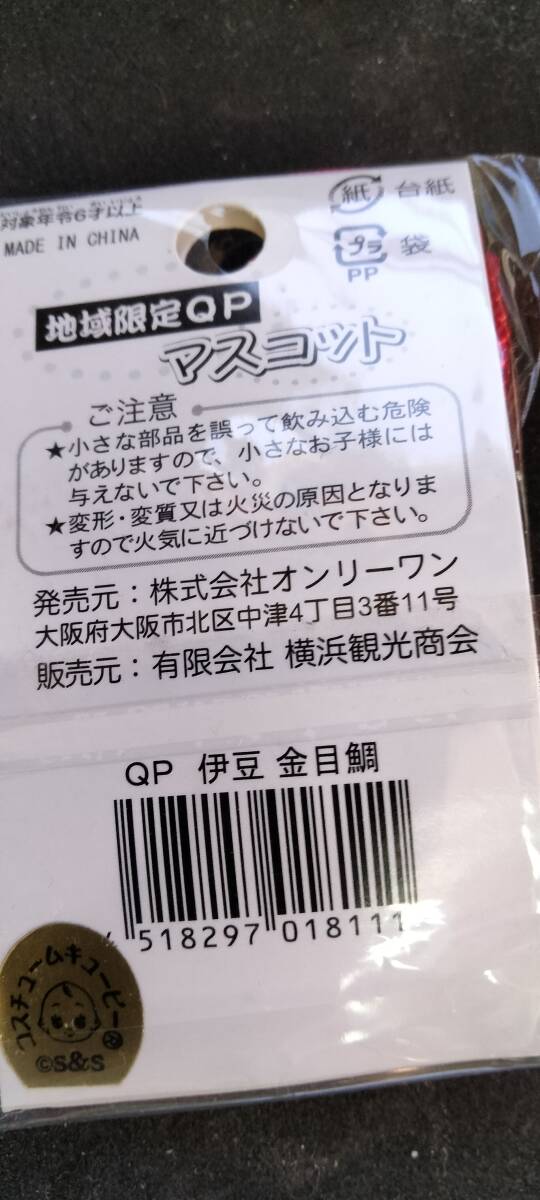 対象年令6才以上
MADE IN CHINA
紙 台紙
プラ 袋
PP
地域限定QP
マスコット
ご注意
★小さな部品を誤って飲み込む危険
がありますので、小さなお子様には
与えないで下さい。
★変形・変質又は火災の原因となりま
すので火気に近づけないで下さい。
発売元：株式会社オンリーワン
大阪府大阪市北区中津4丁目3番11号
販売元：有限会社 横浜観光商会
QP 伊豆 金目鯛
518297 018111
コスチュームキューピー
©S&S